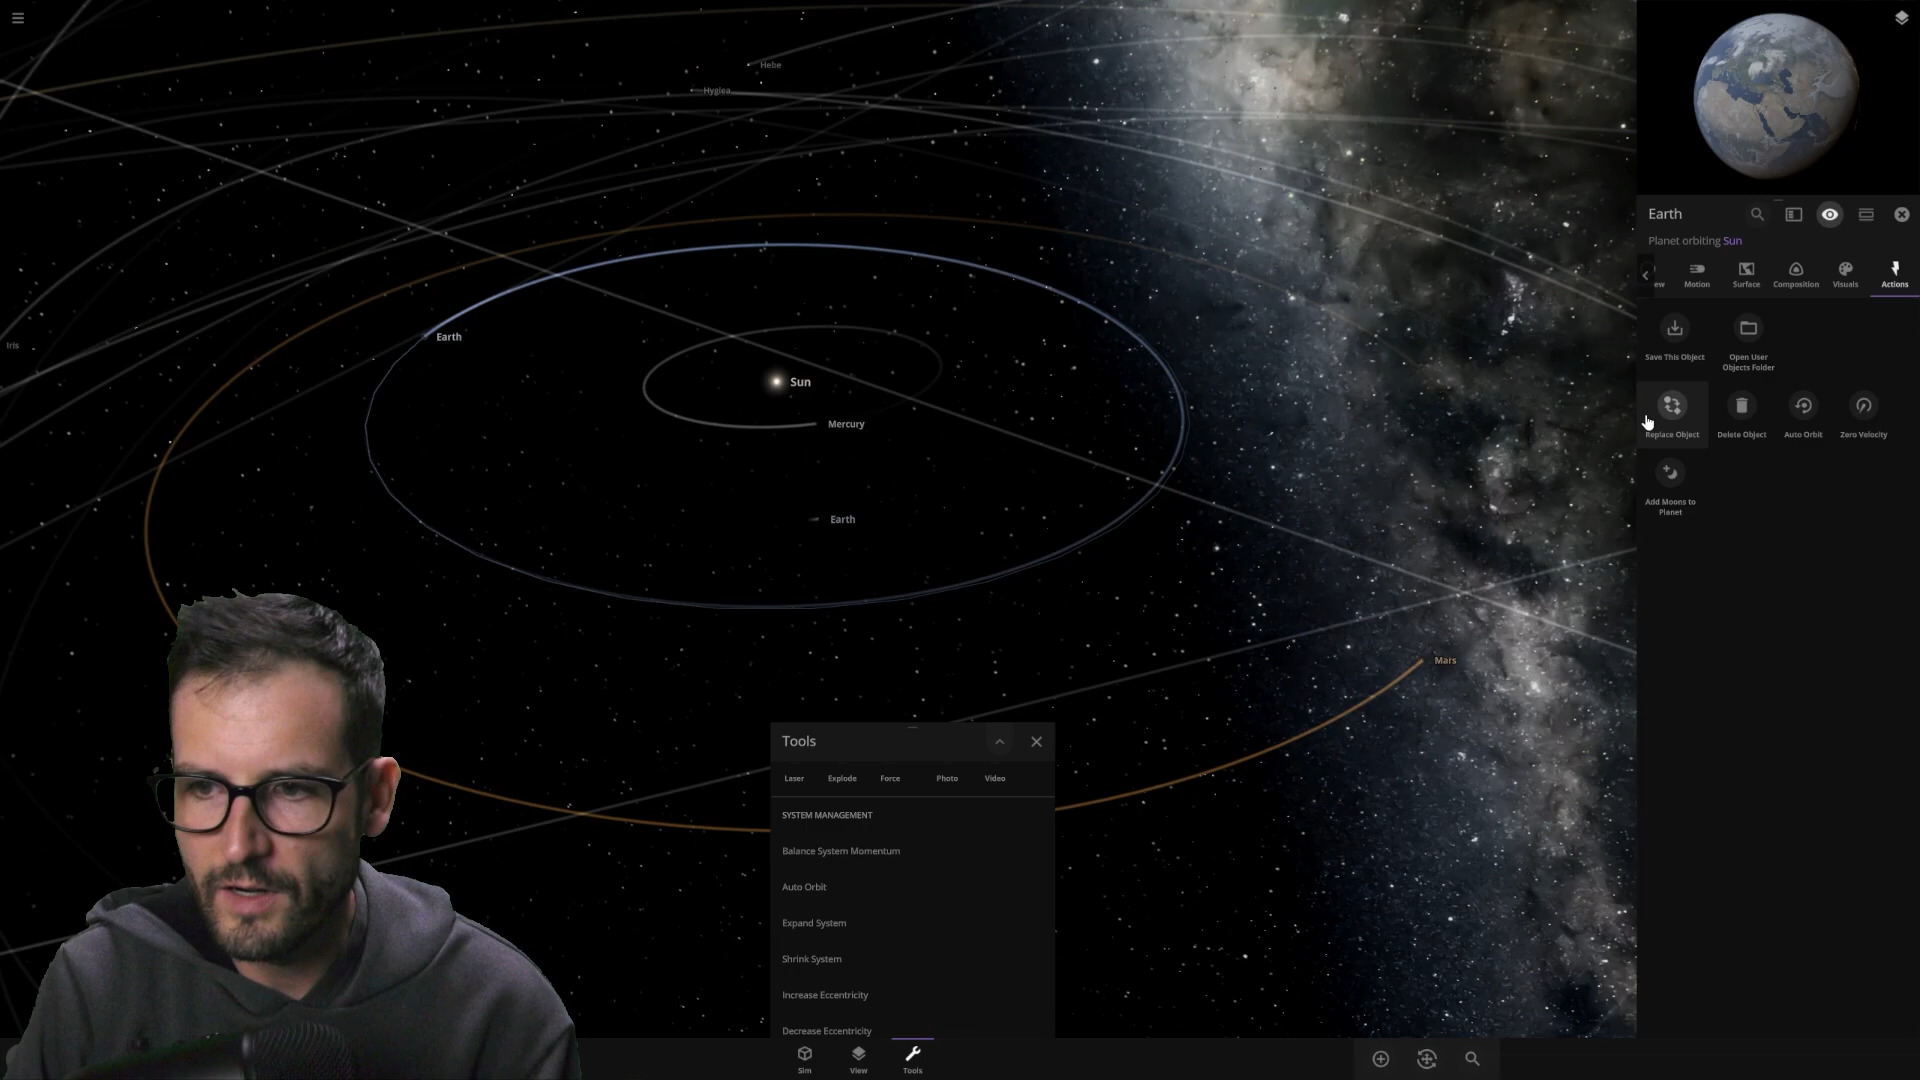 Hebe
Hygiea
Iris
Earth
Sun
Mercury
Earth
Mars
Tools
Laser Explode Force Photo Video
SYSTEM MANAGEMENT
Balance System Momentum
Auto Orbit
Expand System
Shrink System
Increase Eccentricity
Decrease Eccentricity
Sim View Tools
Earth
Planet orbiting Sun
ew Motion Surface Composition Visuals Actions
Save This Object
Open User
Objects Folder
Replace Object Delete Object Auto Orbit Zero Velocity
Add Moons to
Planet